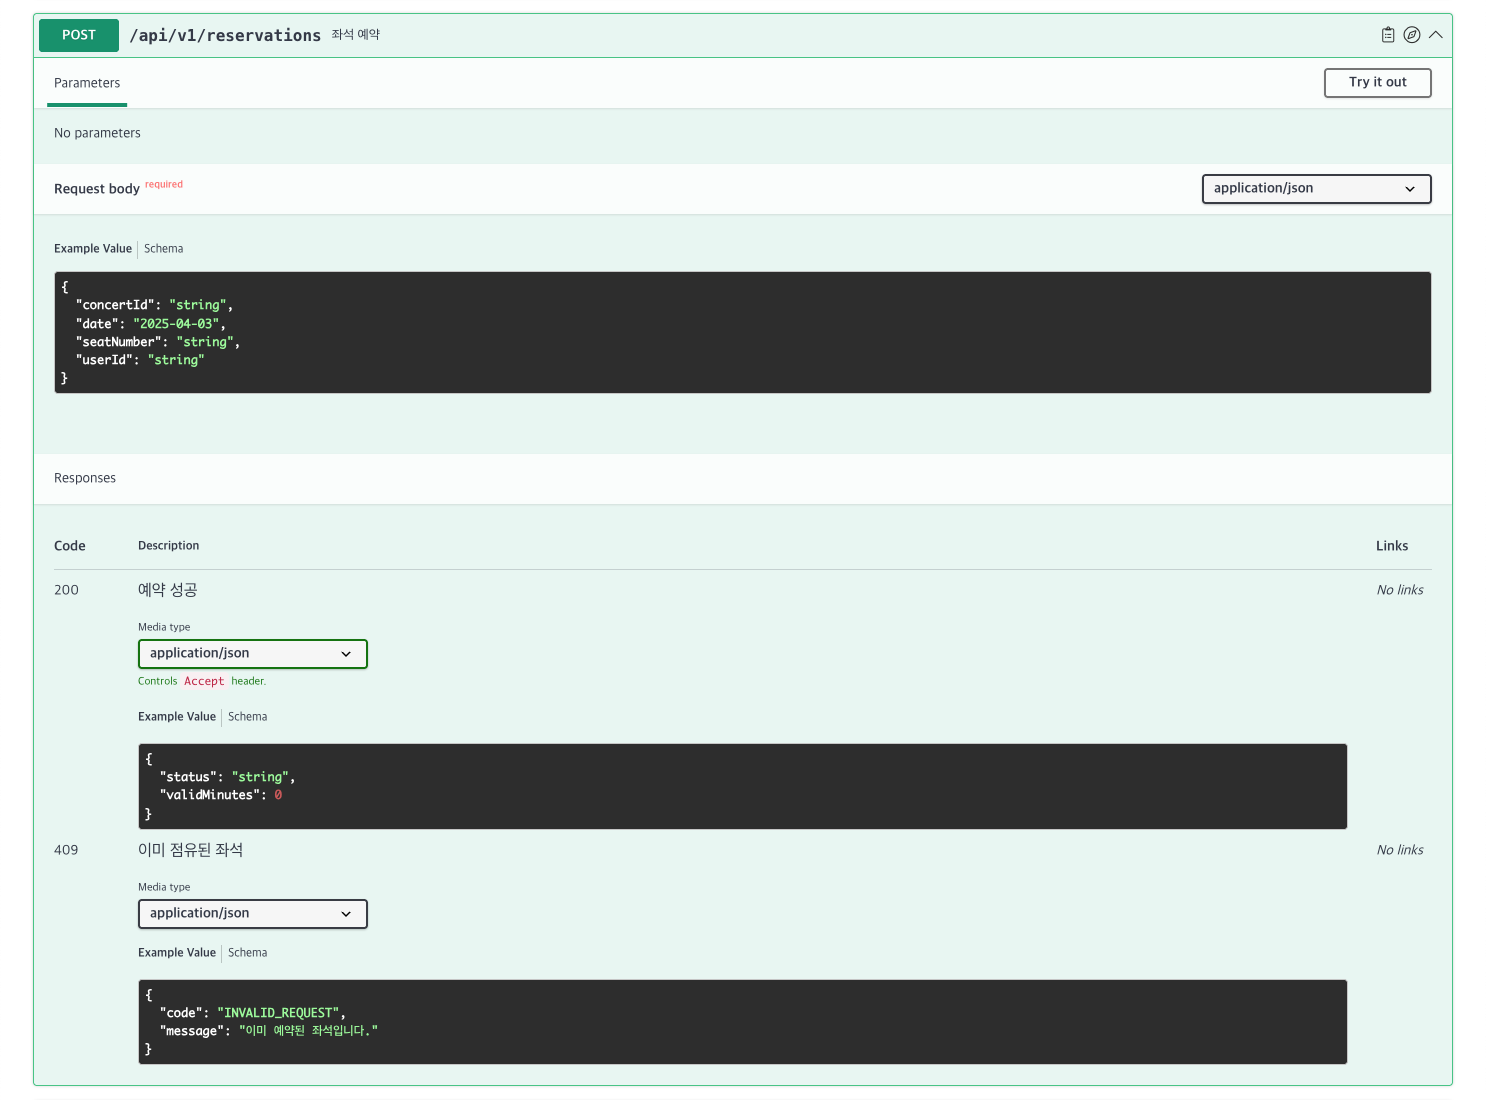 POST /api/v1/reservations 좌석 예약
Parameters
Try it out
No parameters
Request body required
application/json
Example Value
Schema
{
"concertId": "string",
"date": "2025-04-03",
"seatNumber": "string",
"userId": "string"
}
Responses
Code Description Links
200 예약 성공 No links
Media type
application/json
Controls Accept header.
Example Value
Schema
{
"status": "string",
"validMinutes": 0
}
409 이미 점유된 좌석 No links
Media type
application/json
Example Value
Schema
{
"code": "INVALID_REQUEST",
"message": "이미 예약된 좌석입니다."
}